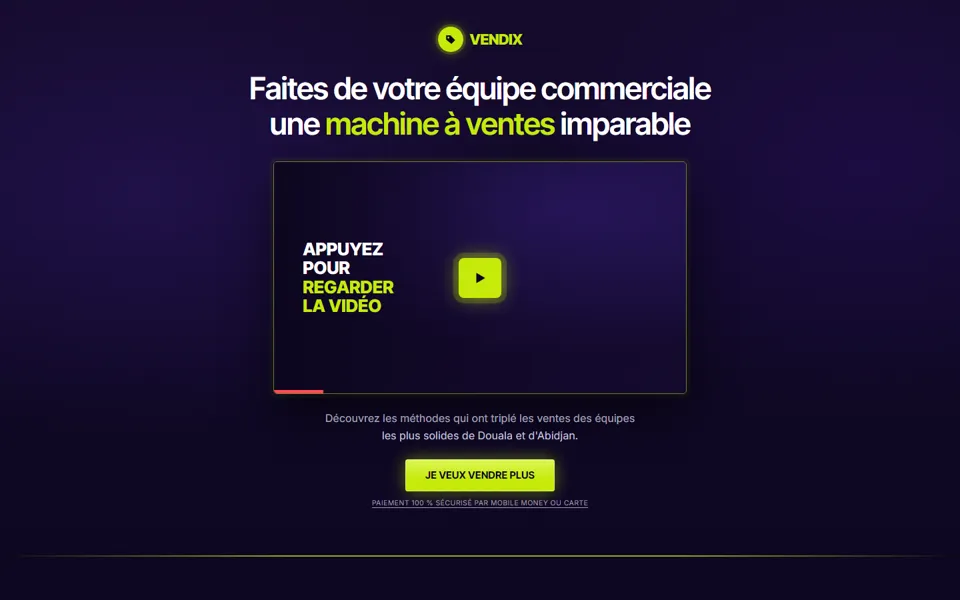 VENDIX
Faites de votre équipe commerciale
une machine à ventes imparable
APPUYEZ
POUR
REGARDER
LA VIDÉO
Découvrez les méthodes qui ont triplé les ventes des équipes
les plus solides de Douala et d'Abidjan.
JE VEUX VENDRE PLUS
PAIEMENT 100 % SÉCURISÉ PAR MOBILE MONEY OU CARTE